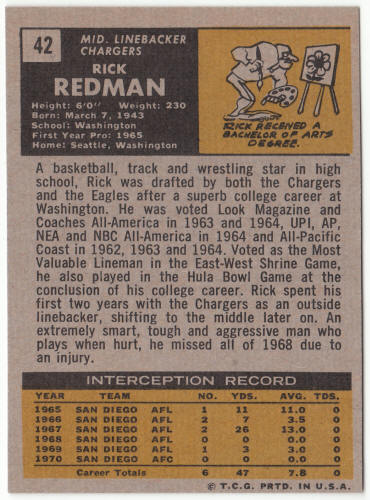 42
MID. LINEBACKER
CHARGERS
RICK
REDMAN
Height: 6'0" Weight: 230
Born: March 7, 1943
School: Washington
First Year Pro: 1965
Home: Seattle, Washington
RICK RECEIVED A
BACHELOR OF ARTS
DEGREE.
A basketball, track and wrestling star in high
school, Rick was drafted by both the Chargers
and the Eagles after a superb college career at
Washington. He was voted Look Magazine and
Coaches All-America in 1963 and 1964, UPI, AP,
NEA and NBC All-America in 1964 and All-Pacific
Coast in 1962, 1963 and 1964. Voted as the Most
Valuable Lineman in the East-West Shrine Game,
he also played in the Hula Bowl Game at
the conclusion of his college career. Rick spent his
first two years with the Chargers as an outside
linebacker, shifting to the middle later on. An
extremely smart, tough and aggressive man who
plays when hurt, he missed all of 1968 due to
an injury.
INTERCEPTION RECORD
YEAR TEAM NO. YDS. AVG. TDS.
1965 SAN DIEGO AFL 1 11 11.0 0
1966 SAN DIEGO AFL 2 7 3.5 0
1967 SAN DIEGO AFL 2 26 13.0 0
1968 SAN DIEGO AFL 0 0 0 0
1969 SAN DIEGO AFL 1 3 3.0 0
1970 SAN DIEGO AFC 0 0 0 0
Career Totals 6 47 7.8 0
© T.C.G. PRTD. IN U.S.A.